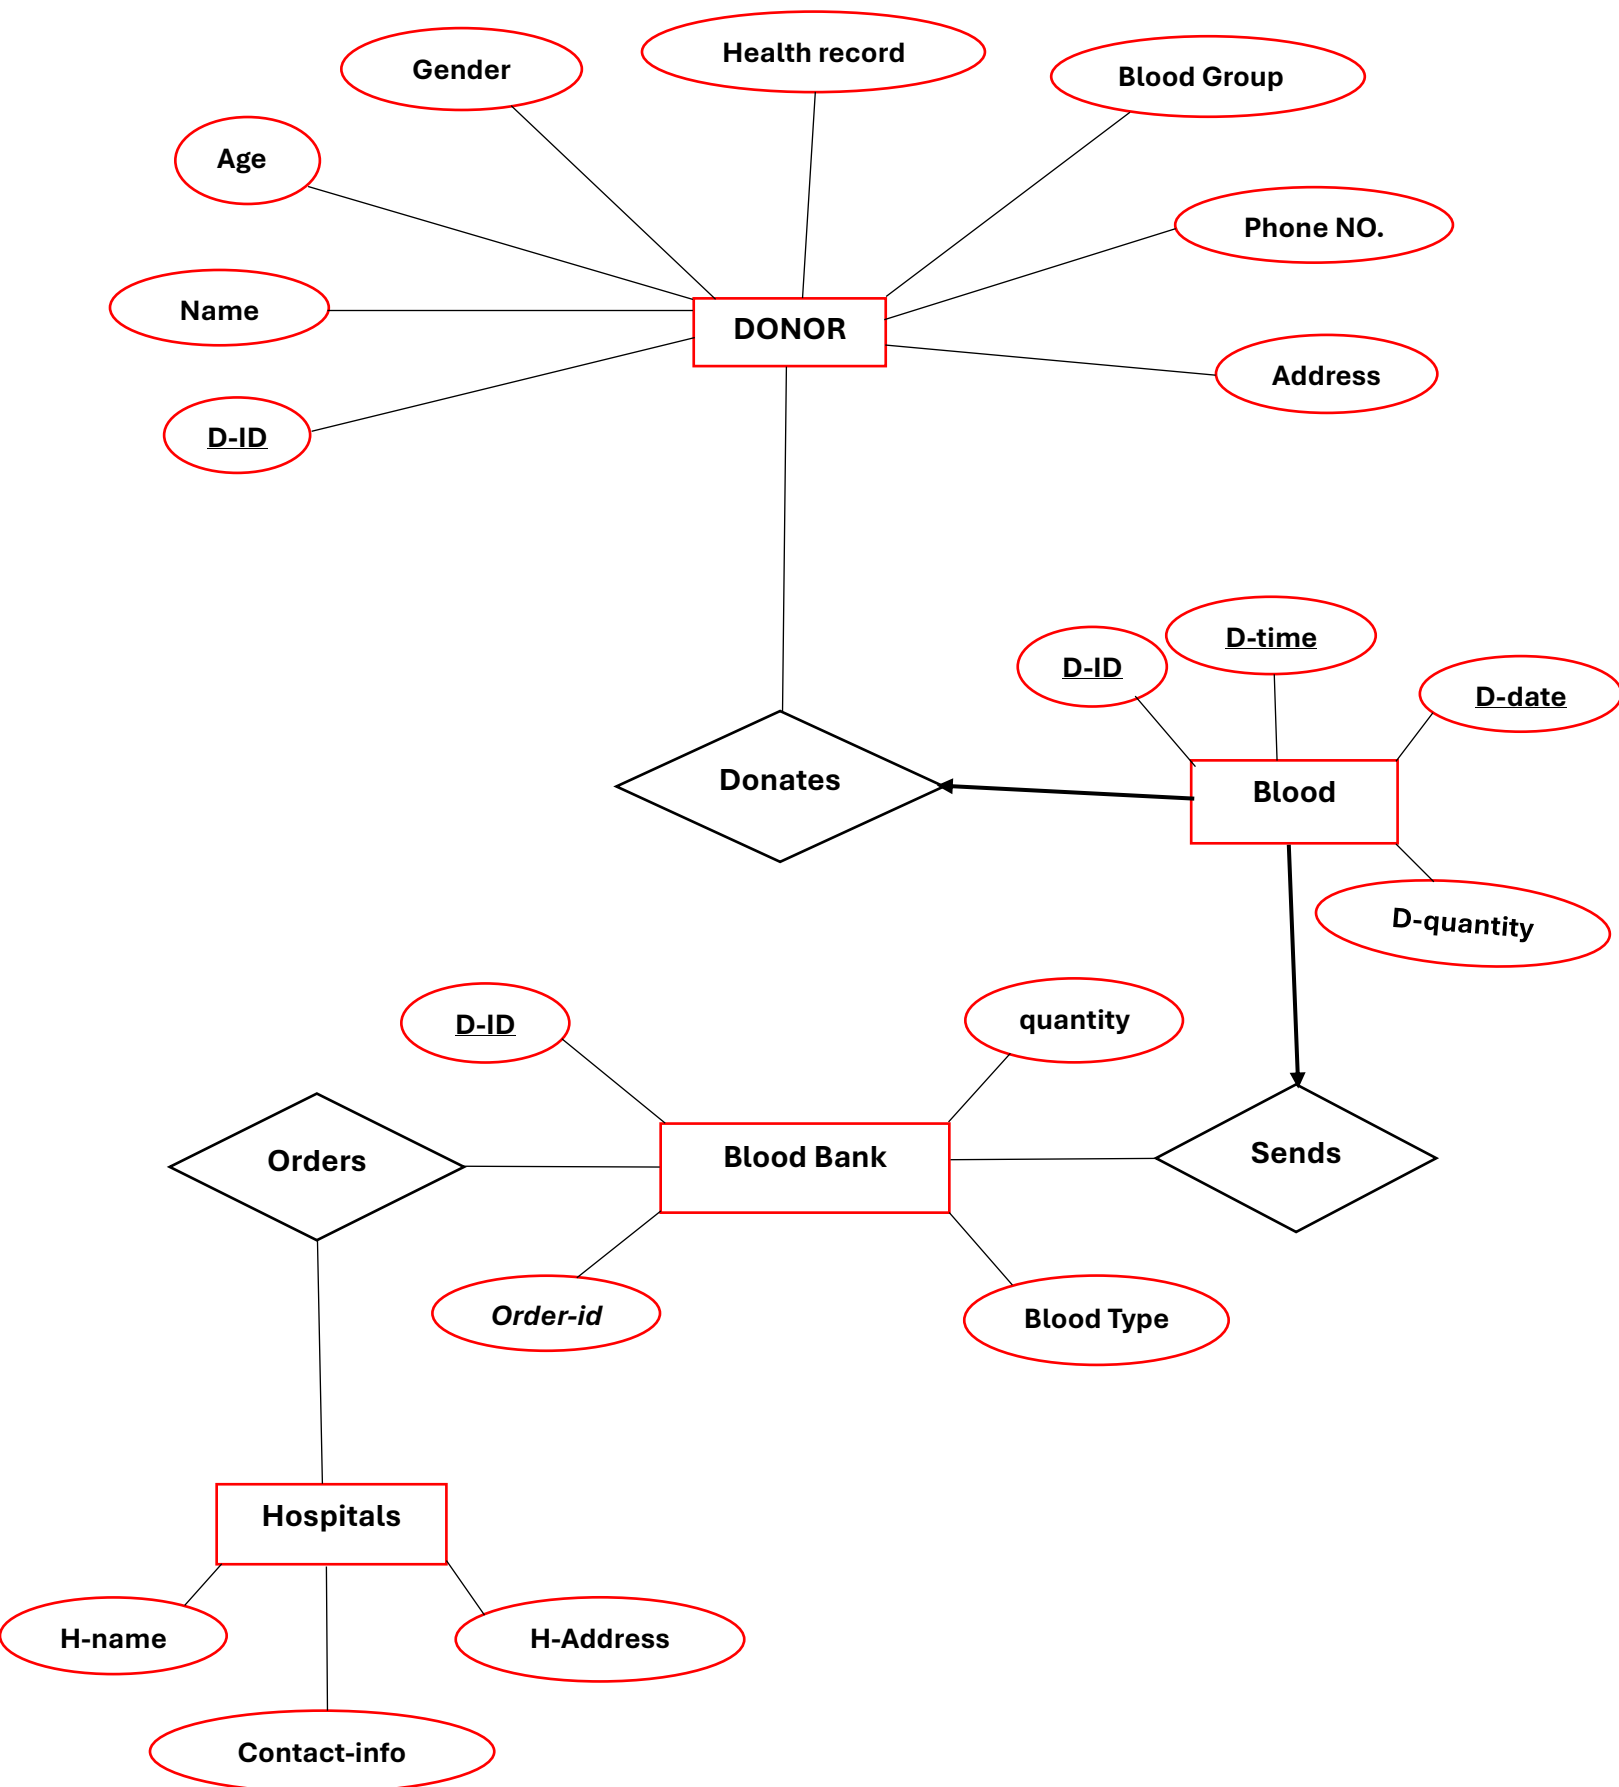 Health record
Gender
Blood Group
Age
Phone NO.
Name
DONOR
Address
D-ID
D-time
D-ID
D-date
Donates
Blood
D-quantity
D-ID
quantity
Orders
Blood Bank
Sends
Order-id
Blood Type
Hospitals
H-name
H-Address
Contact-info